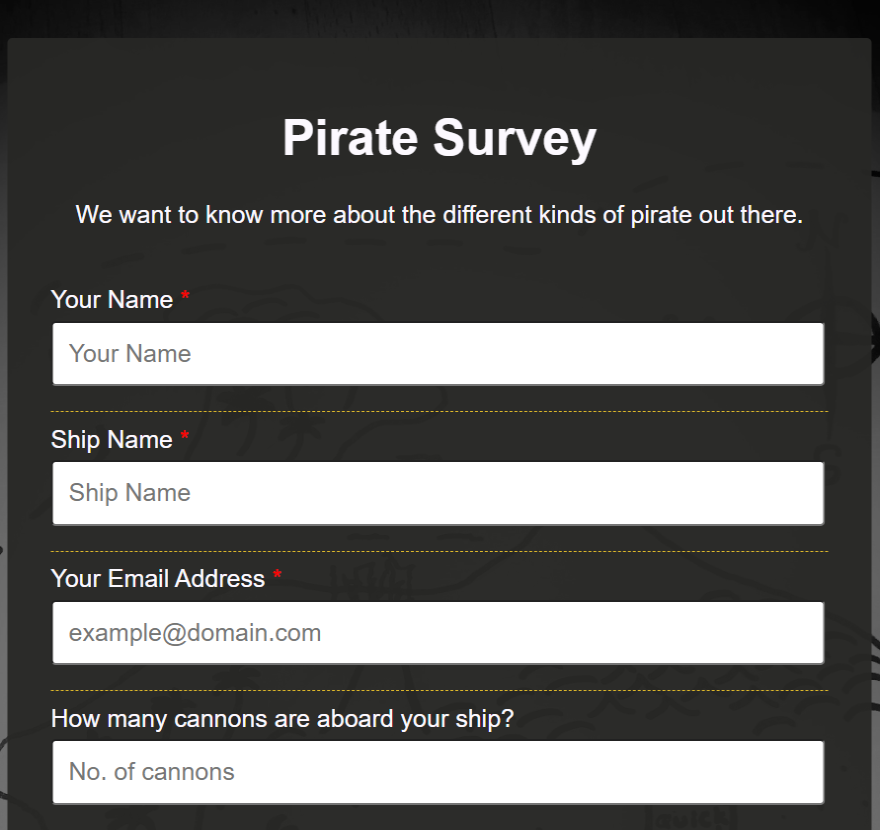 Pirate Survey
We want to know more about the different kinds of pirate out there.
N
Your Name *
Your Name
Ship Name *
S
Ship Name
Your Email Address *
example@domain.com
How many cannons are aboard your ship?
No. of cannons